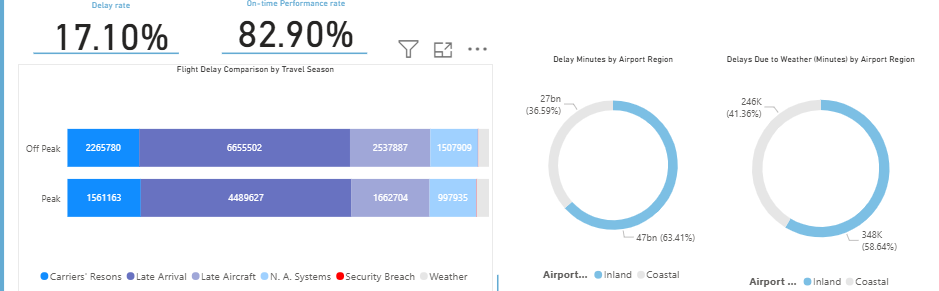 Delay rate
On-time Performance rate
17.10%
82.90%
Flight Delay Comparison by Travel Season
Off Peak
2265780
6655502
2537887
1507909
Peak
1561163
4489627
1662704
997935
Carriers` Resons
Late Arrival
Late Aircraft
N. A. Systems
Security Breach
Weather
Delay Minutes by Airport Region
27bn
(36.59%)
47bn (63.41%)
Airport...
Inland
Coastal
Delays Due to Weather (Minutes) by Airport Region
246K
(41.36%)
348K
(58.64%)
Airport ...
Inland
Coastal